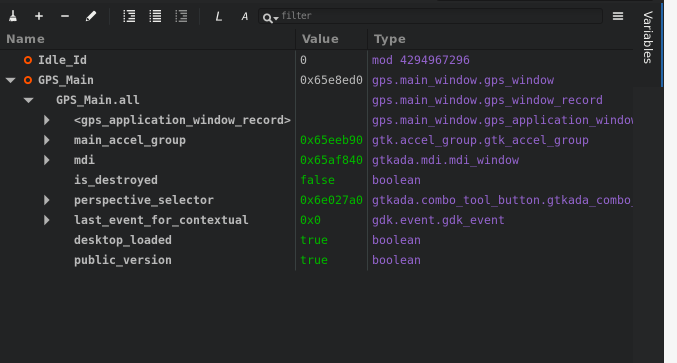 + − L A filter
Name Value Type
Idle_Id 0 mod 4294967296
GPS_Main 0x65e8ed0 gps.main_window.gps_window
GPS_Main.all gps.main_window.gps_window_record
<gps_application_window_record> gps.main_window.gps_application_window
main_accel_group 0x65eeb90 gtk.accel_group.gtk_accel_group
mdi 0x65af840 gtkada.mdi.mdi_window
is_destroyed false boolean
perspective_selector 0x6e027a0 gtkada.combo_tool_button.gtkada_combo_
last_event_for_contextual 0x0 gdk.event.gdk_event
desktop_loaded true boolean
public_version true boolean
Variables